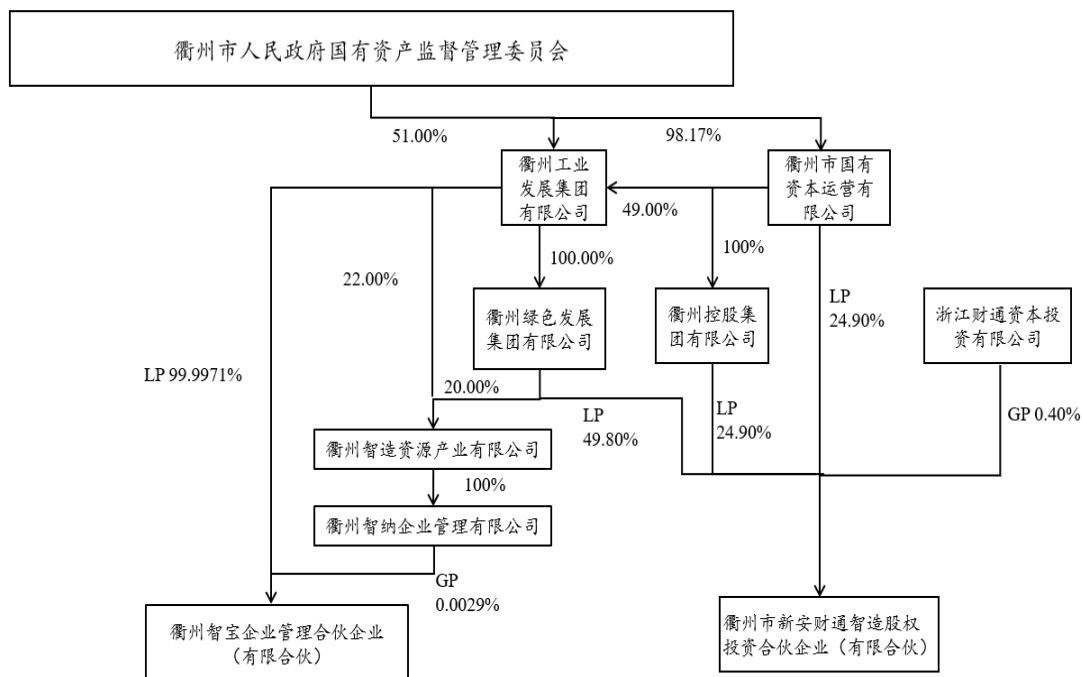 衢州市人民政府国有资产监督管理委员会
51.00%
98.17%
衢州工业
发展集团
有限公司
衢州市国有
资本运营有
限公司
49.00%
100.00%
100%
22.00%
LP
24.90%
衢州绿色发展
集团有限公司
衢州控股集
团有限公司
浙江财通资本投
资有限公司
LP 99.9971%
20.00%
LP
49.80%
LP
24.90%
GP 0.40%
衢州智造资源产业有限公司
100%
衢州智纳企业管理有限公司
GP
0.0029%
衢州智宝企业管理合伙企业
（有限合伙）
衢州市新安财通智造股权
投资合伙企业（有限合伙）